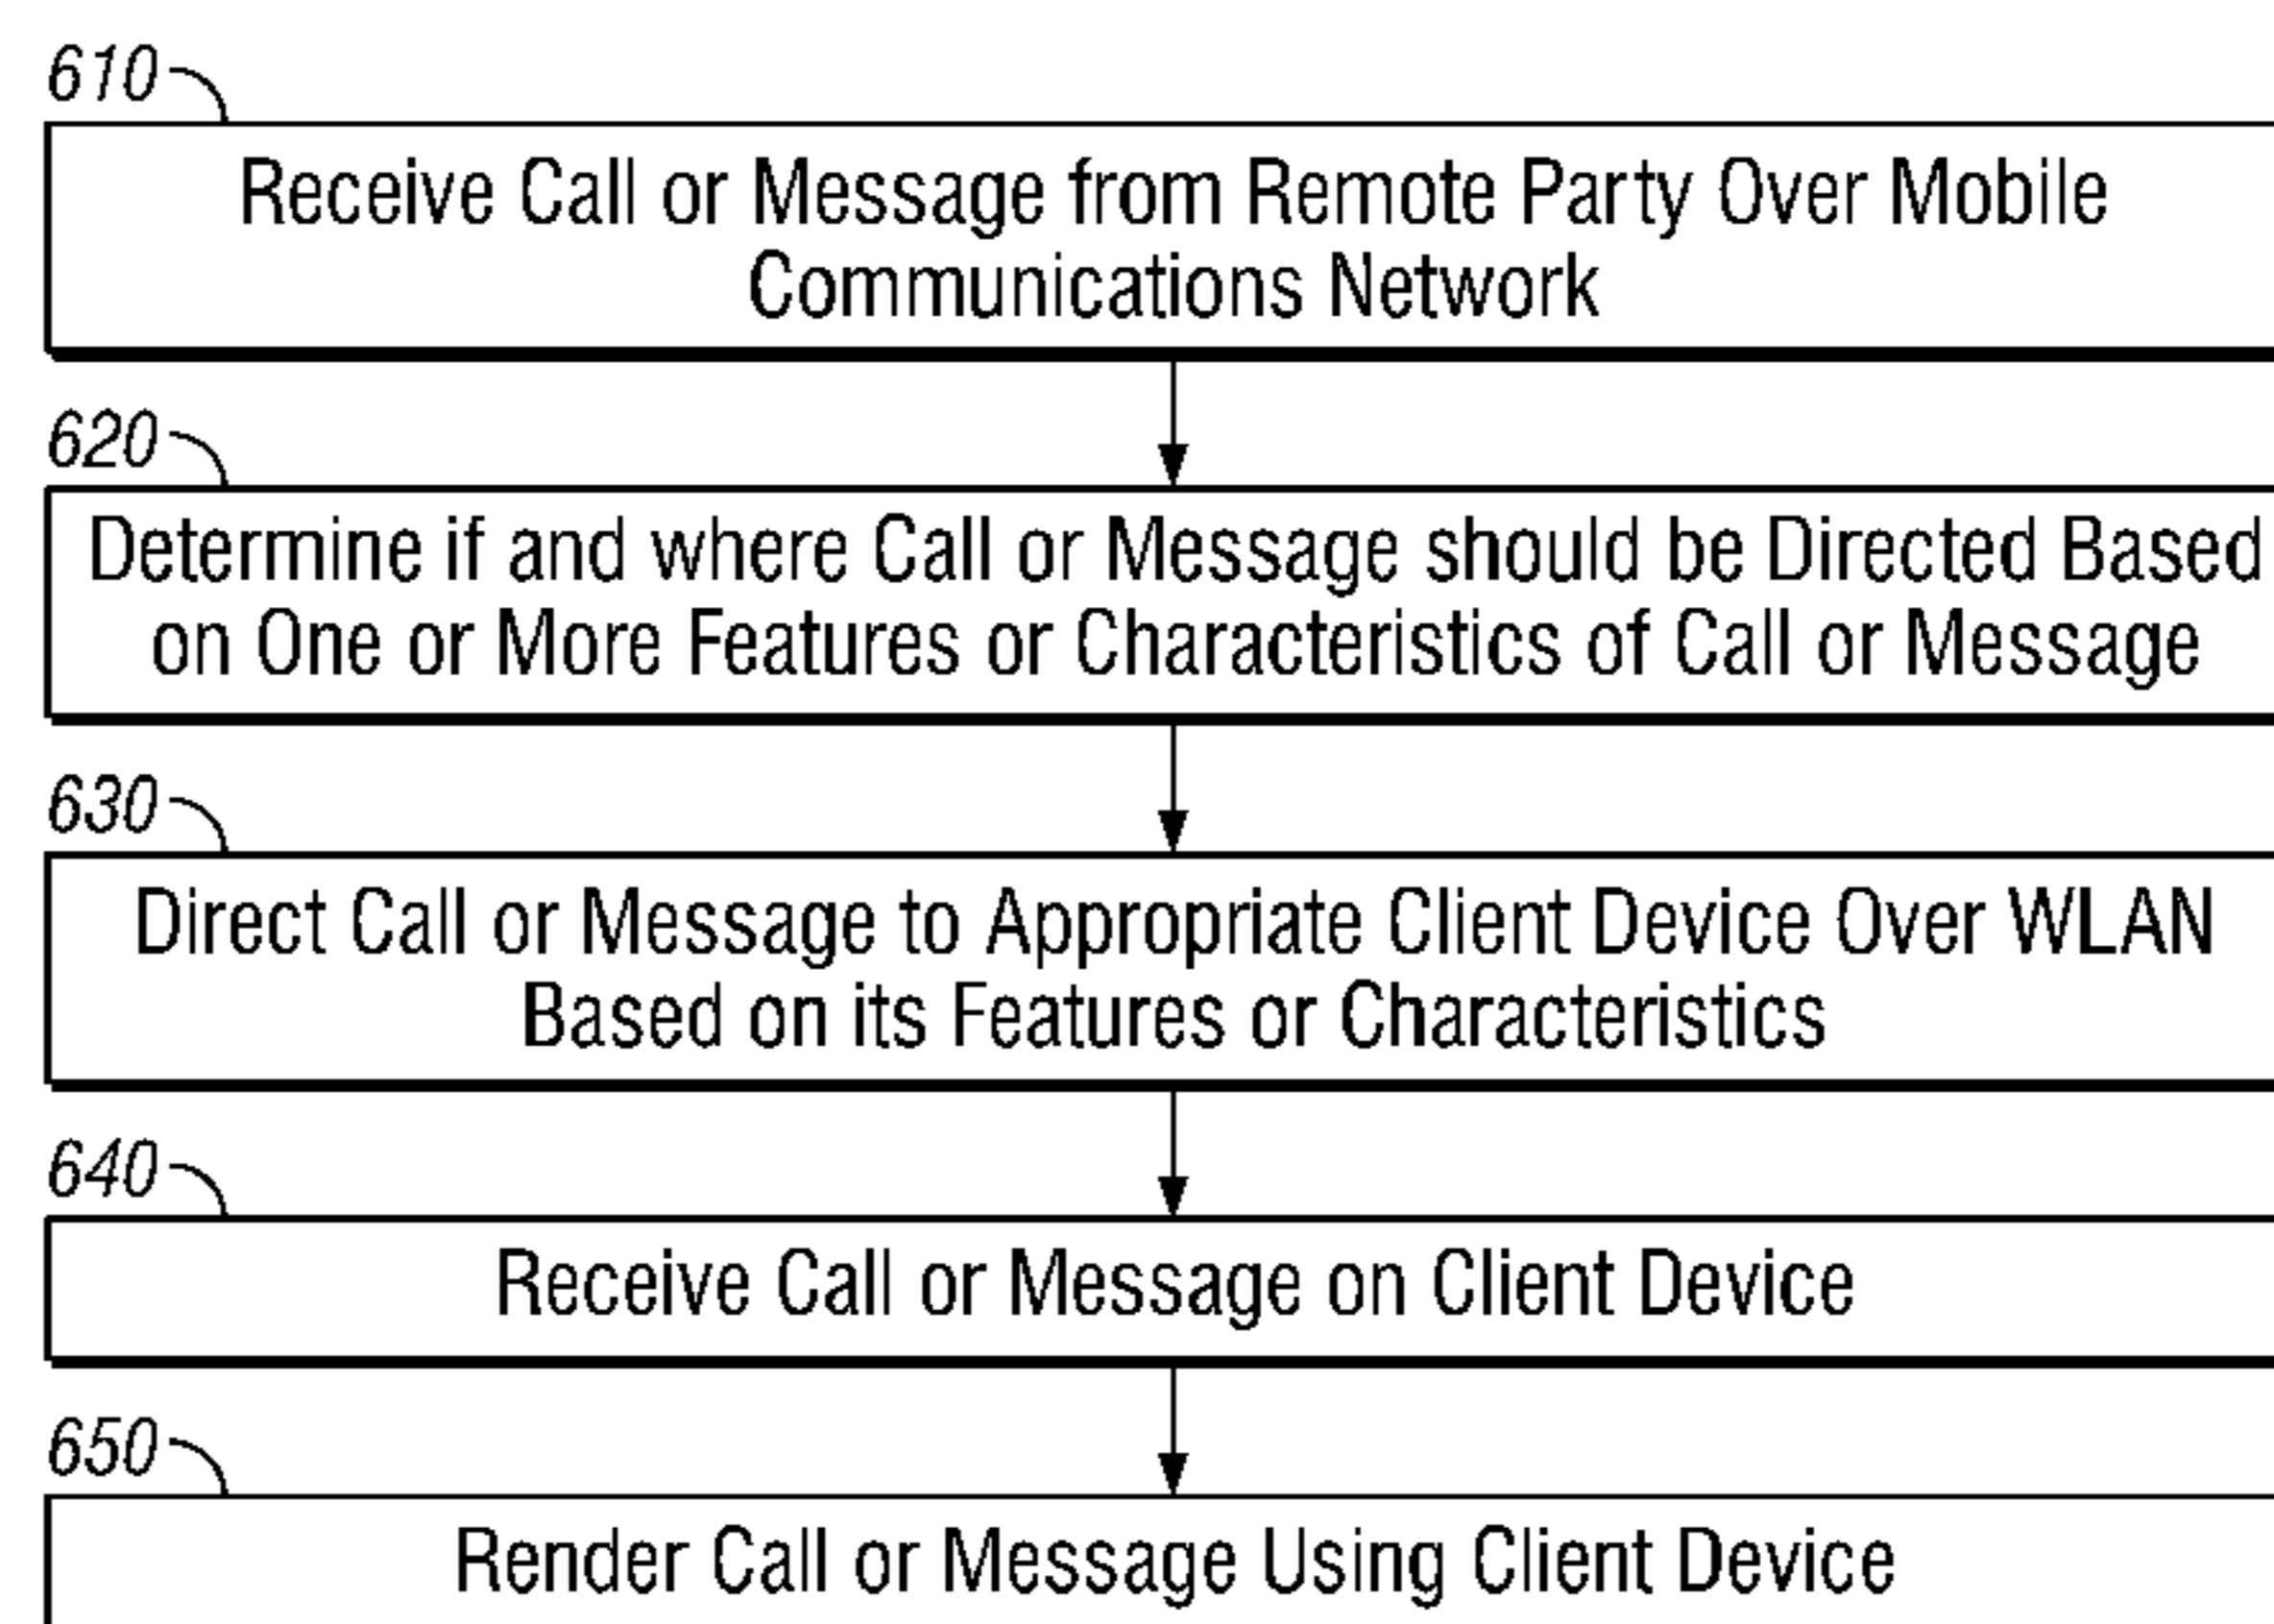 610
Receive Call or Message from Remote Party Over Mobile
Communications Network
620
Determine if and where Call or Message should be Directed Based
on One or More Features or Characteristics of Call or Message
630
Direct Call or Message to Appropriate Client Device Over WLAN
Based on its Features or Characteristics
640
Receive Call or Message on Client Device
650
Render Call or Message Using Client Device